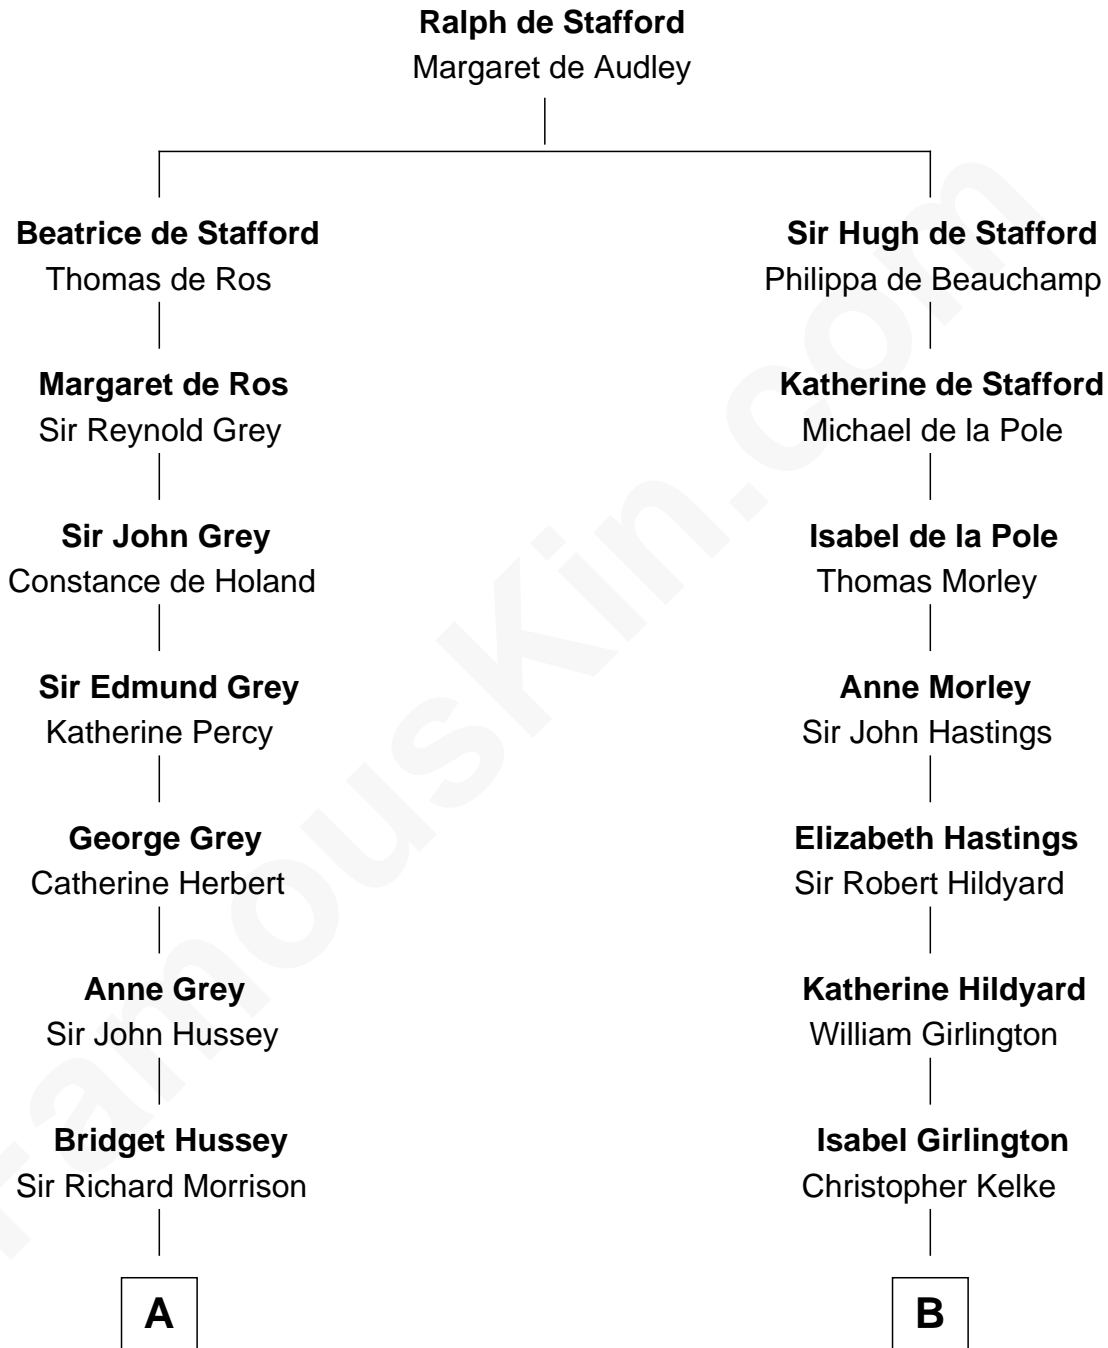 Ralph de Stafford
Margaret de Audley
Beatrice de Stafford
Thomas de Ros
Sir Hugh de Stafford
Philippa de Beauchamp
Margaret de Ros
Sir Reynold Grey
Katherine de Stafford
Michael de la Pole
Sir John Grey
Constance de Holand
Isabel de la Pole
Thomas Morley
Sir Edmund Grey
Katherine Percy
Anne Morley
Sir John Hastings
George Grey
Catherine Herbert
Elizabeth Hastings
Sir Robert Hildyard
Anne Grey
Sir John Hussey
Katherine Hildyard
William Girlington
Bridget Hussey
Sir Richard Morrison
Isabel Girlington
Christopher Kelke
A
B
FamousKin.com